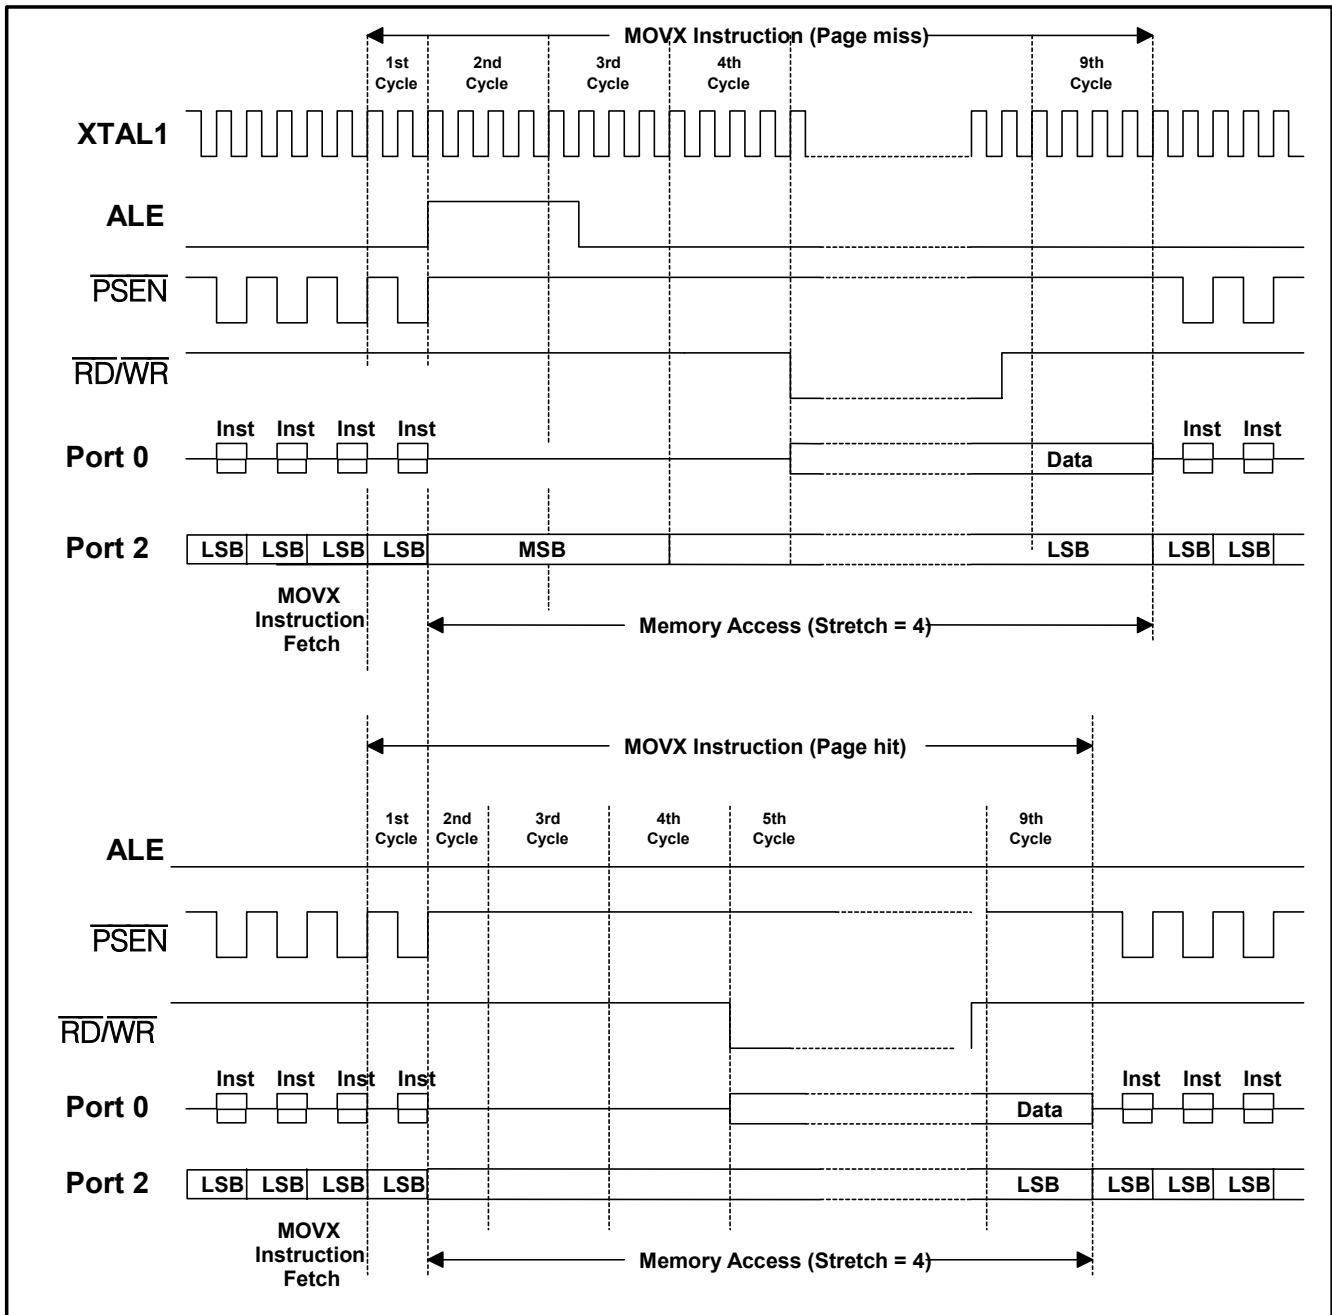 MOVX Instruction (Page miss)
1st Cycle
2nd Cycle
3rd Cycle
4th Cycle
9th Cycle
XTAL1
ALE
PSEN
RD/WR
Inst Inst Inst Inst Inst Inst
Port 0
Data
Port 2
LSB LSB LSB LSB MSB LSB LSB LSB
MOVX
Instruction
Fetch
Memory Access (Stretch = 4)
MOVX Instruction (Page hit)
1st Cycle
2nd Cycle
3rd Cycle
4th Cycle
5th Cycle
9th Cycle
ALE
PSEN
RD/WR
Inst Inst Inst Inst Inst Inst Inst
Port 0
Data
Port 2
LSB LSB LSB LSB LSB LSB LSB LSB
MOVX
Instruction
Fetch
Memory Access (Stretch = 4)